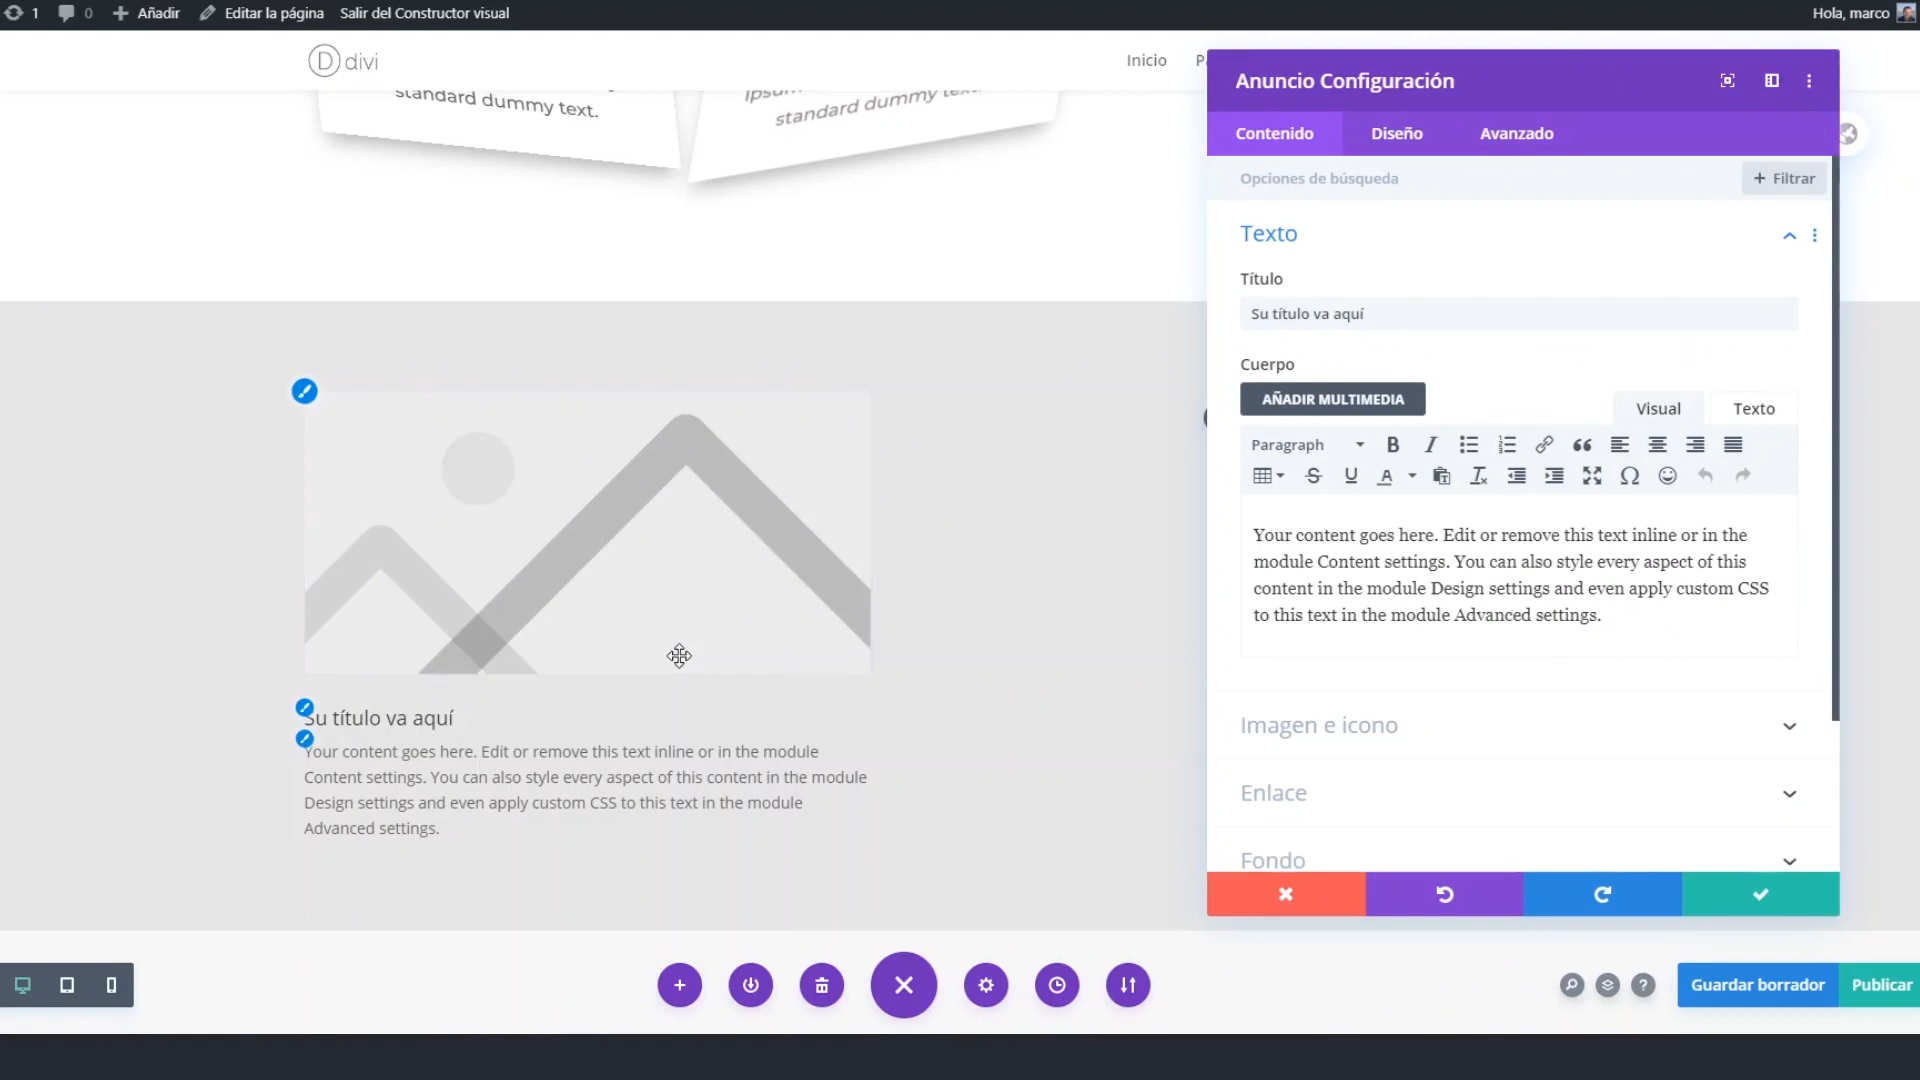 1
0
Añadir
Editar la página
Salir del Constructor visual
Hola, marco
D divi
Inicio
standard dummy text.
standard dummy text.
Anuncio Configuración
Contenido
Diseño
Avanzado
Opciones de búsqueda
+ Filtrar
Texto
Título
Su título va aquí
Cuerpo
AÑADIR MULTIMEDIA
Visual
Texto
Paragraph
Your content goes here. Edit or remove this text inline or in the
module Content settings. You can also style every aspect of this
content in the module Design settings and even apply custom CSS
to this text in the module Advanced settings.
Imagen e icono
Enlace
Fondo
Su título va aquí
Your content goes here. Edit or remove this text inline or in the module
Content settings. You can also style every aspect of this content in the module
Design settings and even apply custom CSS to this text in the module
Advanced settings.
Guardar borrador
Publicar